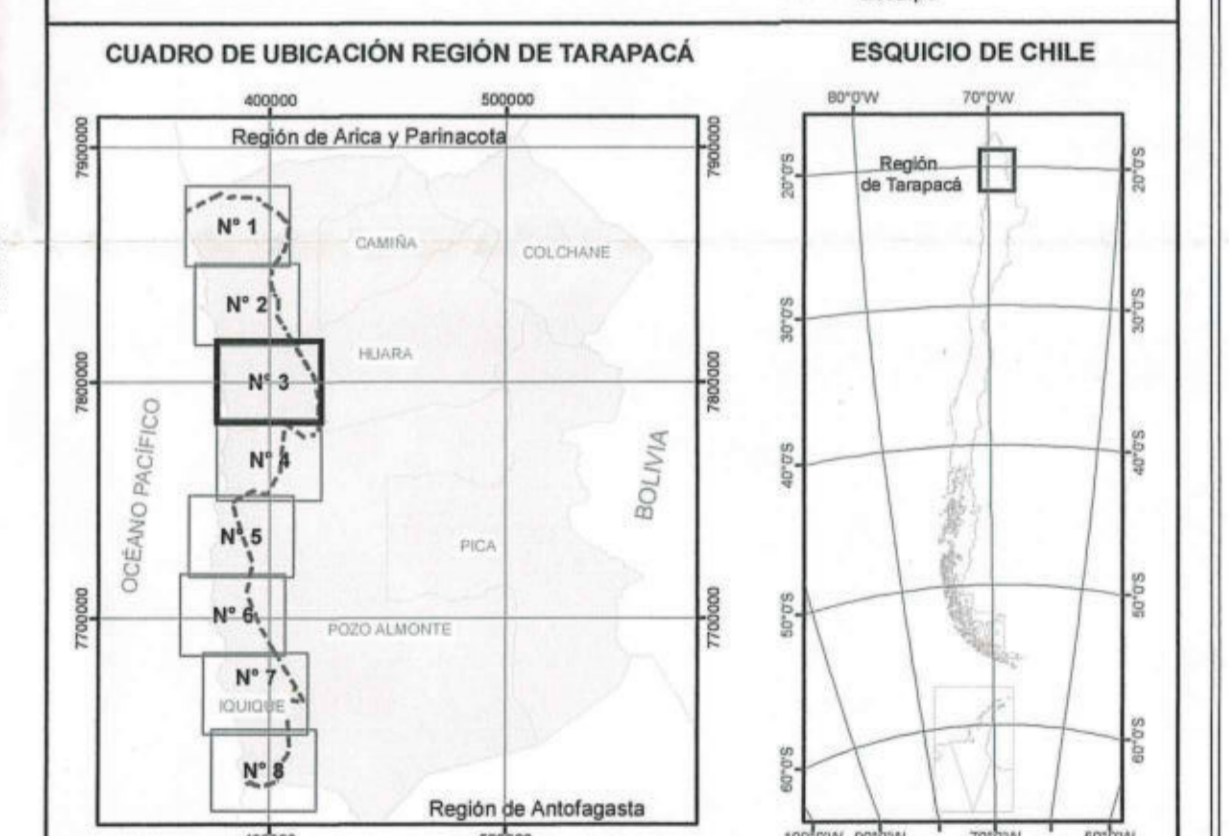 CUADRO DE UBICACIÓN REGIÓN DE TARAPACÁ
400000
500000
7900000
7900000
Región de Arica y Parinacota
N° 1
CAMIÑA
COLCHANE
N° 2
HUARA
N° 3
7800000
7800000
OCÉANO PACÍFICO
N° 4
BOLIVIA
N° 5
PICA
N° 6
7700000
7700000
POZO ALMONTE
N° 7
IQUIQUE
N° 8
Región de Antofagasta
ESQUICIO DE CHILE
80°0'W
70°0'W
Región
de Tarapacá
20°0'S
20°0'S
30°0'S
30°0'S
40°0'S
40°0'S
50°0'S
50°0'S
60°0'S
60°0'S